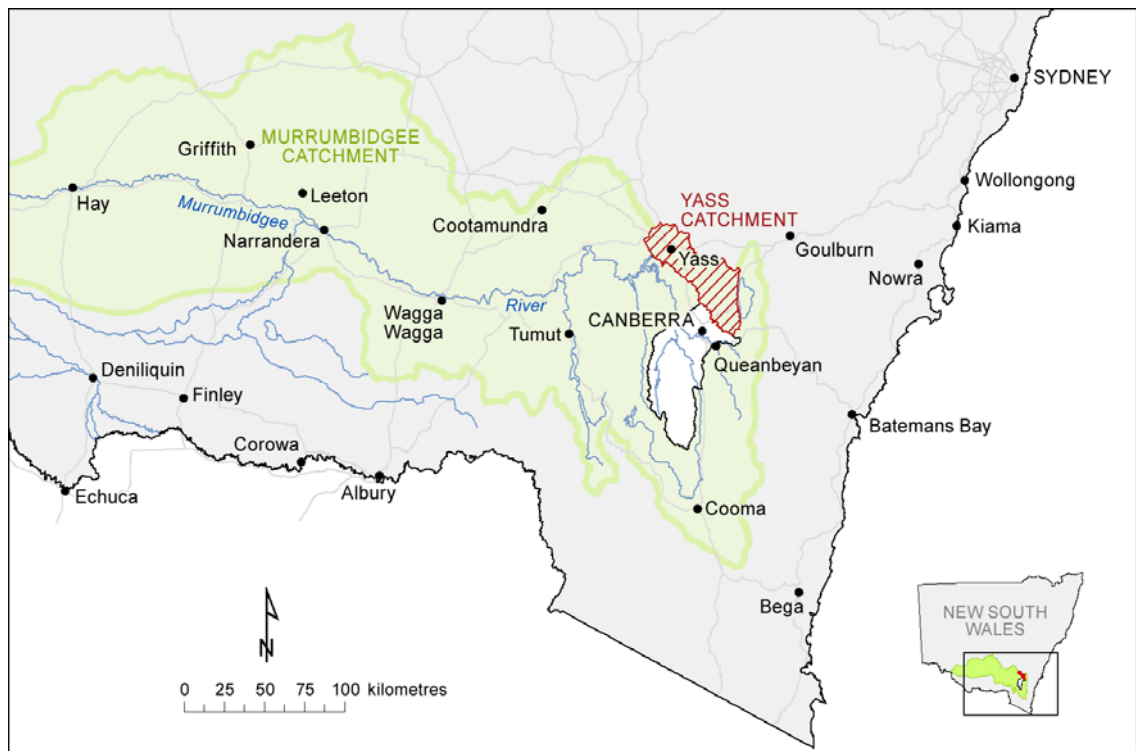 SYDNEY
Griffith
MURRUMBIDGEE
CATCHMENT
Wollongong
Hay
Leeton
YASS
CATCHMENT
Murrumbidgee
Cootamundra
Kiama
Narrandera
Goulburn
Yass
Nowra
River
Wagga
Wagga
CANBERRA
Tumut
Queanbeyan
Deniliquin
Finley
Batemans Bay
Corowa
Echuca
Albury
Cooma
Bega
NEW SOUTH
WALES
N
0 25 50 75 100 kilometres